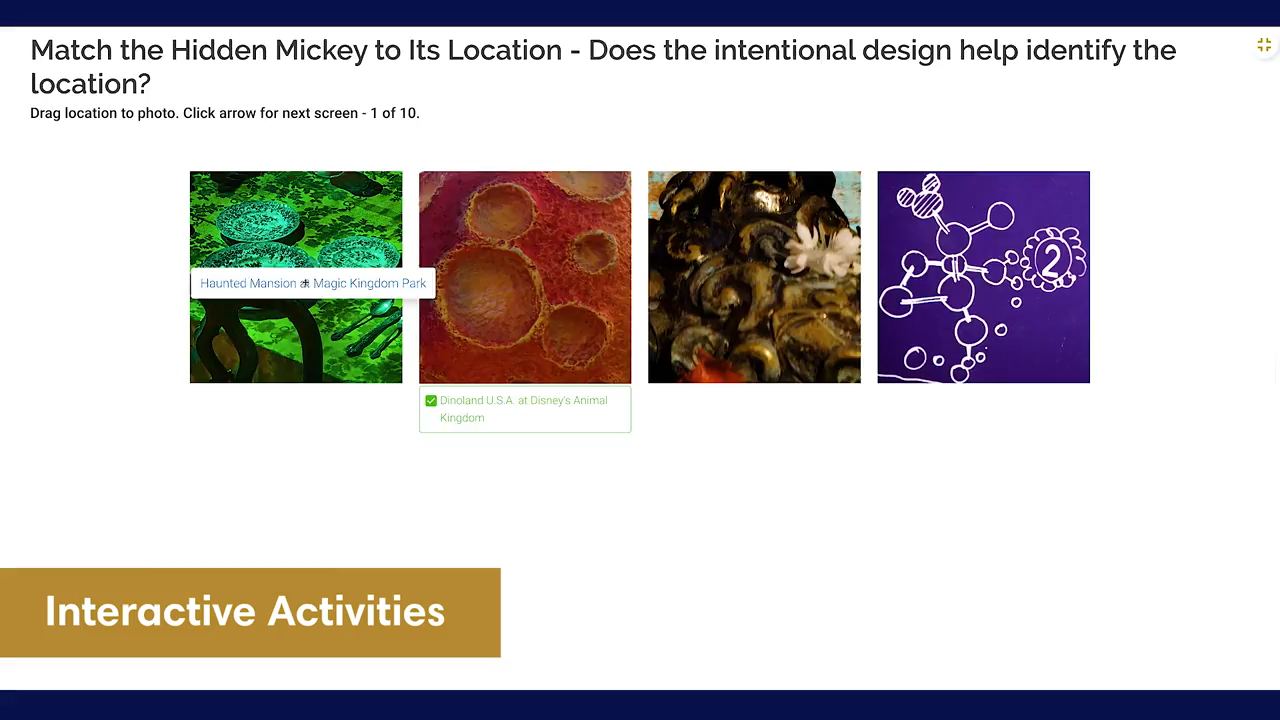 Match the Hidden Mickey to Its Location - Does the intentional design help identify the
location?
Drag location to photo. Click arrow for next screen - 1 of 10.
2
Haunted Mansion at Magic Kingdom Park
Dinoland U.S.A. at Disney's Animal
Kingdom
Interactive Activities